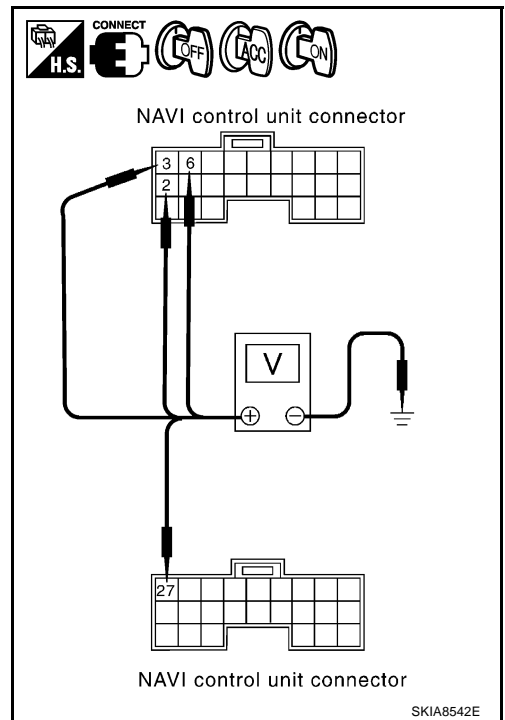 CONNECT
H.S.
OFF
ACC
ON
NAVI control unit connector
3 6
2
V
+ −
27
NAVI control unit connector
SKIA8542E